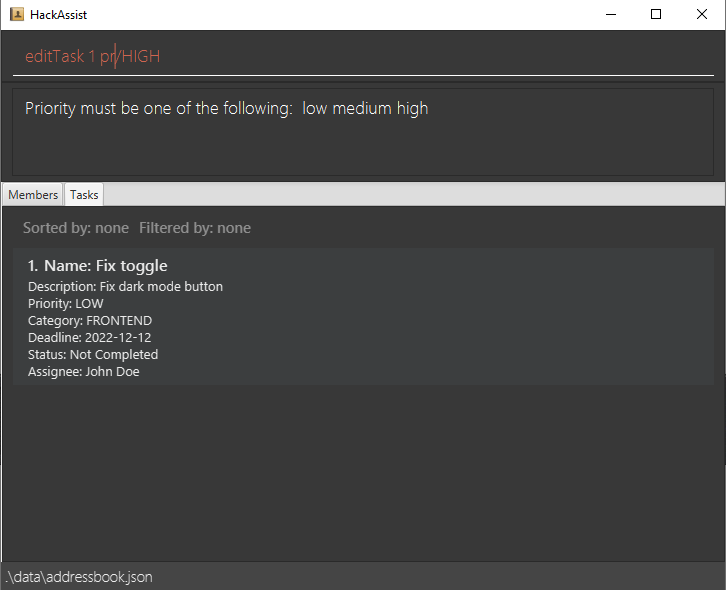 HackAssist
editTask 1 pr/HIGH
Priority must be one of the following:  low medium high
Members Tasks
Sorted by: none  Filtered by: none
1. Name: Fix toggle
Description: Fix dark mode button
Priority: LOW
Category: FRONTEND
Deadline: 2022-12-12
Status: Not Completed
Assignee: John Doe
.\data\addressbook.json